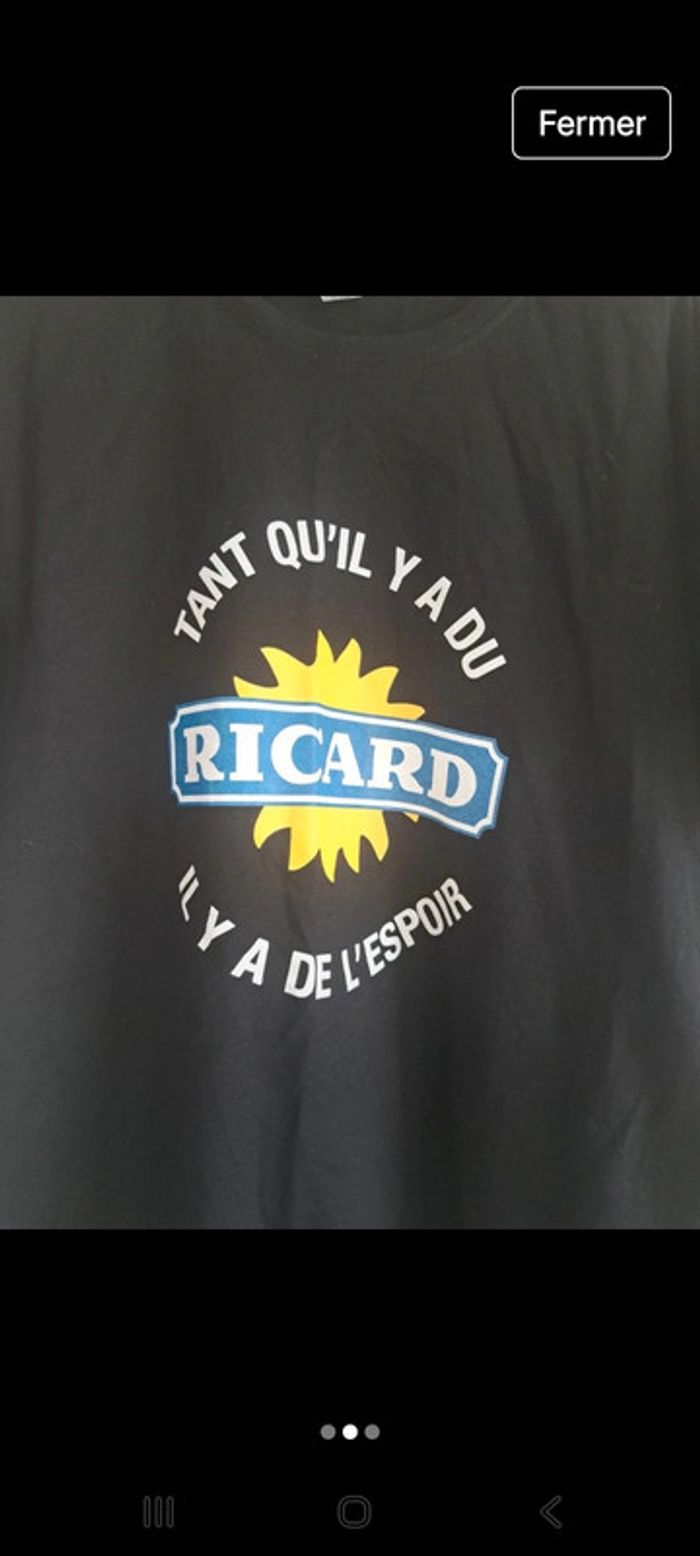 Fermer
TANT QU'IL Y A DU
RICARD
IL Y A DE L'ESPOIR